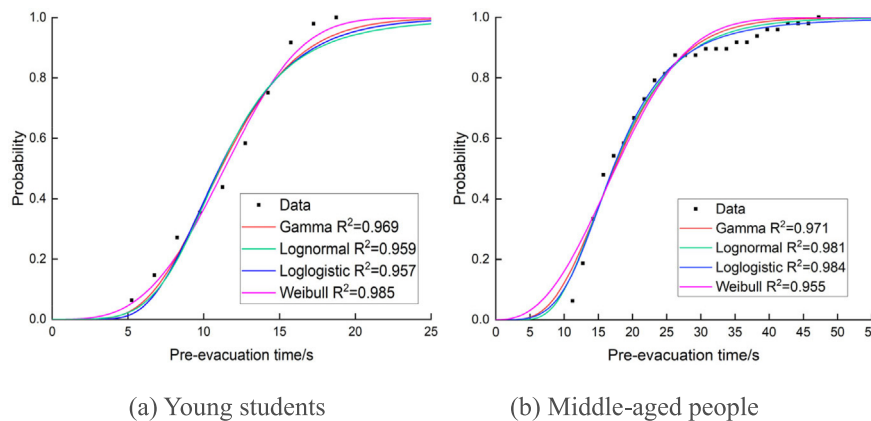 1.0
0.8
0.6
0.4
0.2
0.0
Probability
Data
Gamma R²=0.969
Lognormal R²=0.959
Loglogistic R²=0.957
Weibull R²=0.985
0 5 10 15 20 25
Pre-evacuation time/s
(a) Young students
1.0
0.8
0.6
0.4
0.2
0.0
Probability
Data
Gamma R²=0.971
Lognormal R²=0.981
Loglogistic R²=0.984
Weibull R²=0.955
0 5 10 15 20 25 30 35 40 45 50 55
Pre-evacuation time/s
(b) Middle-aged people